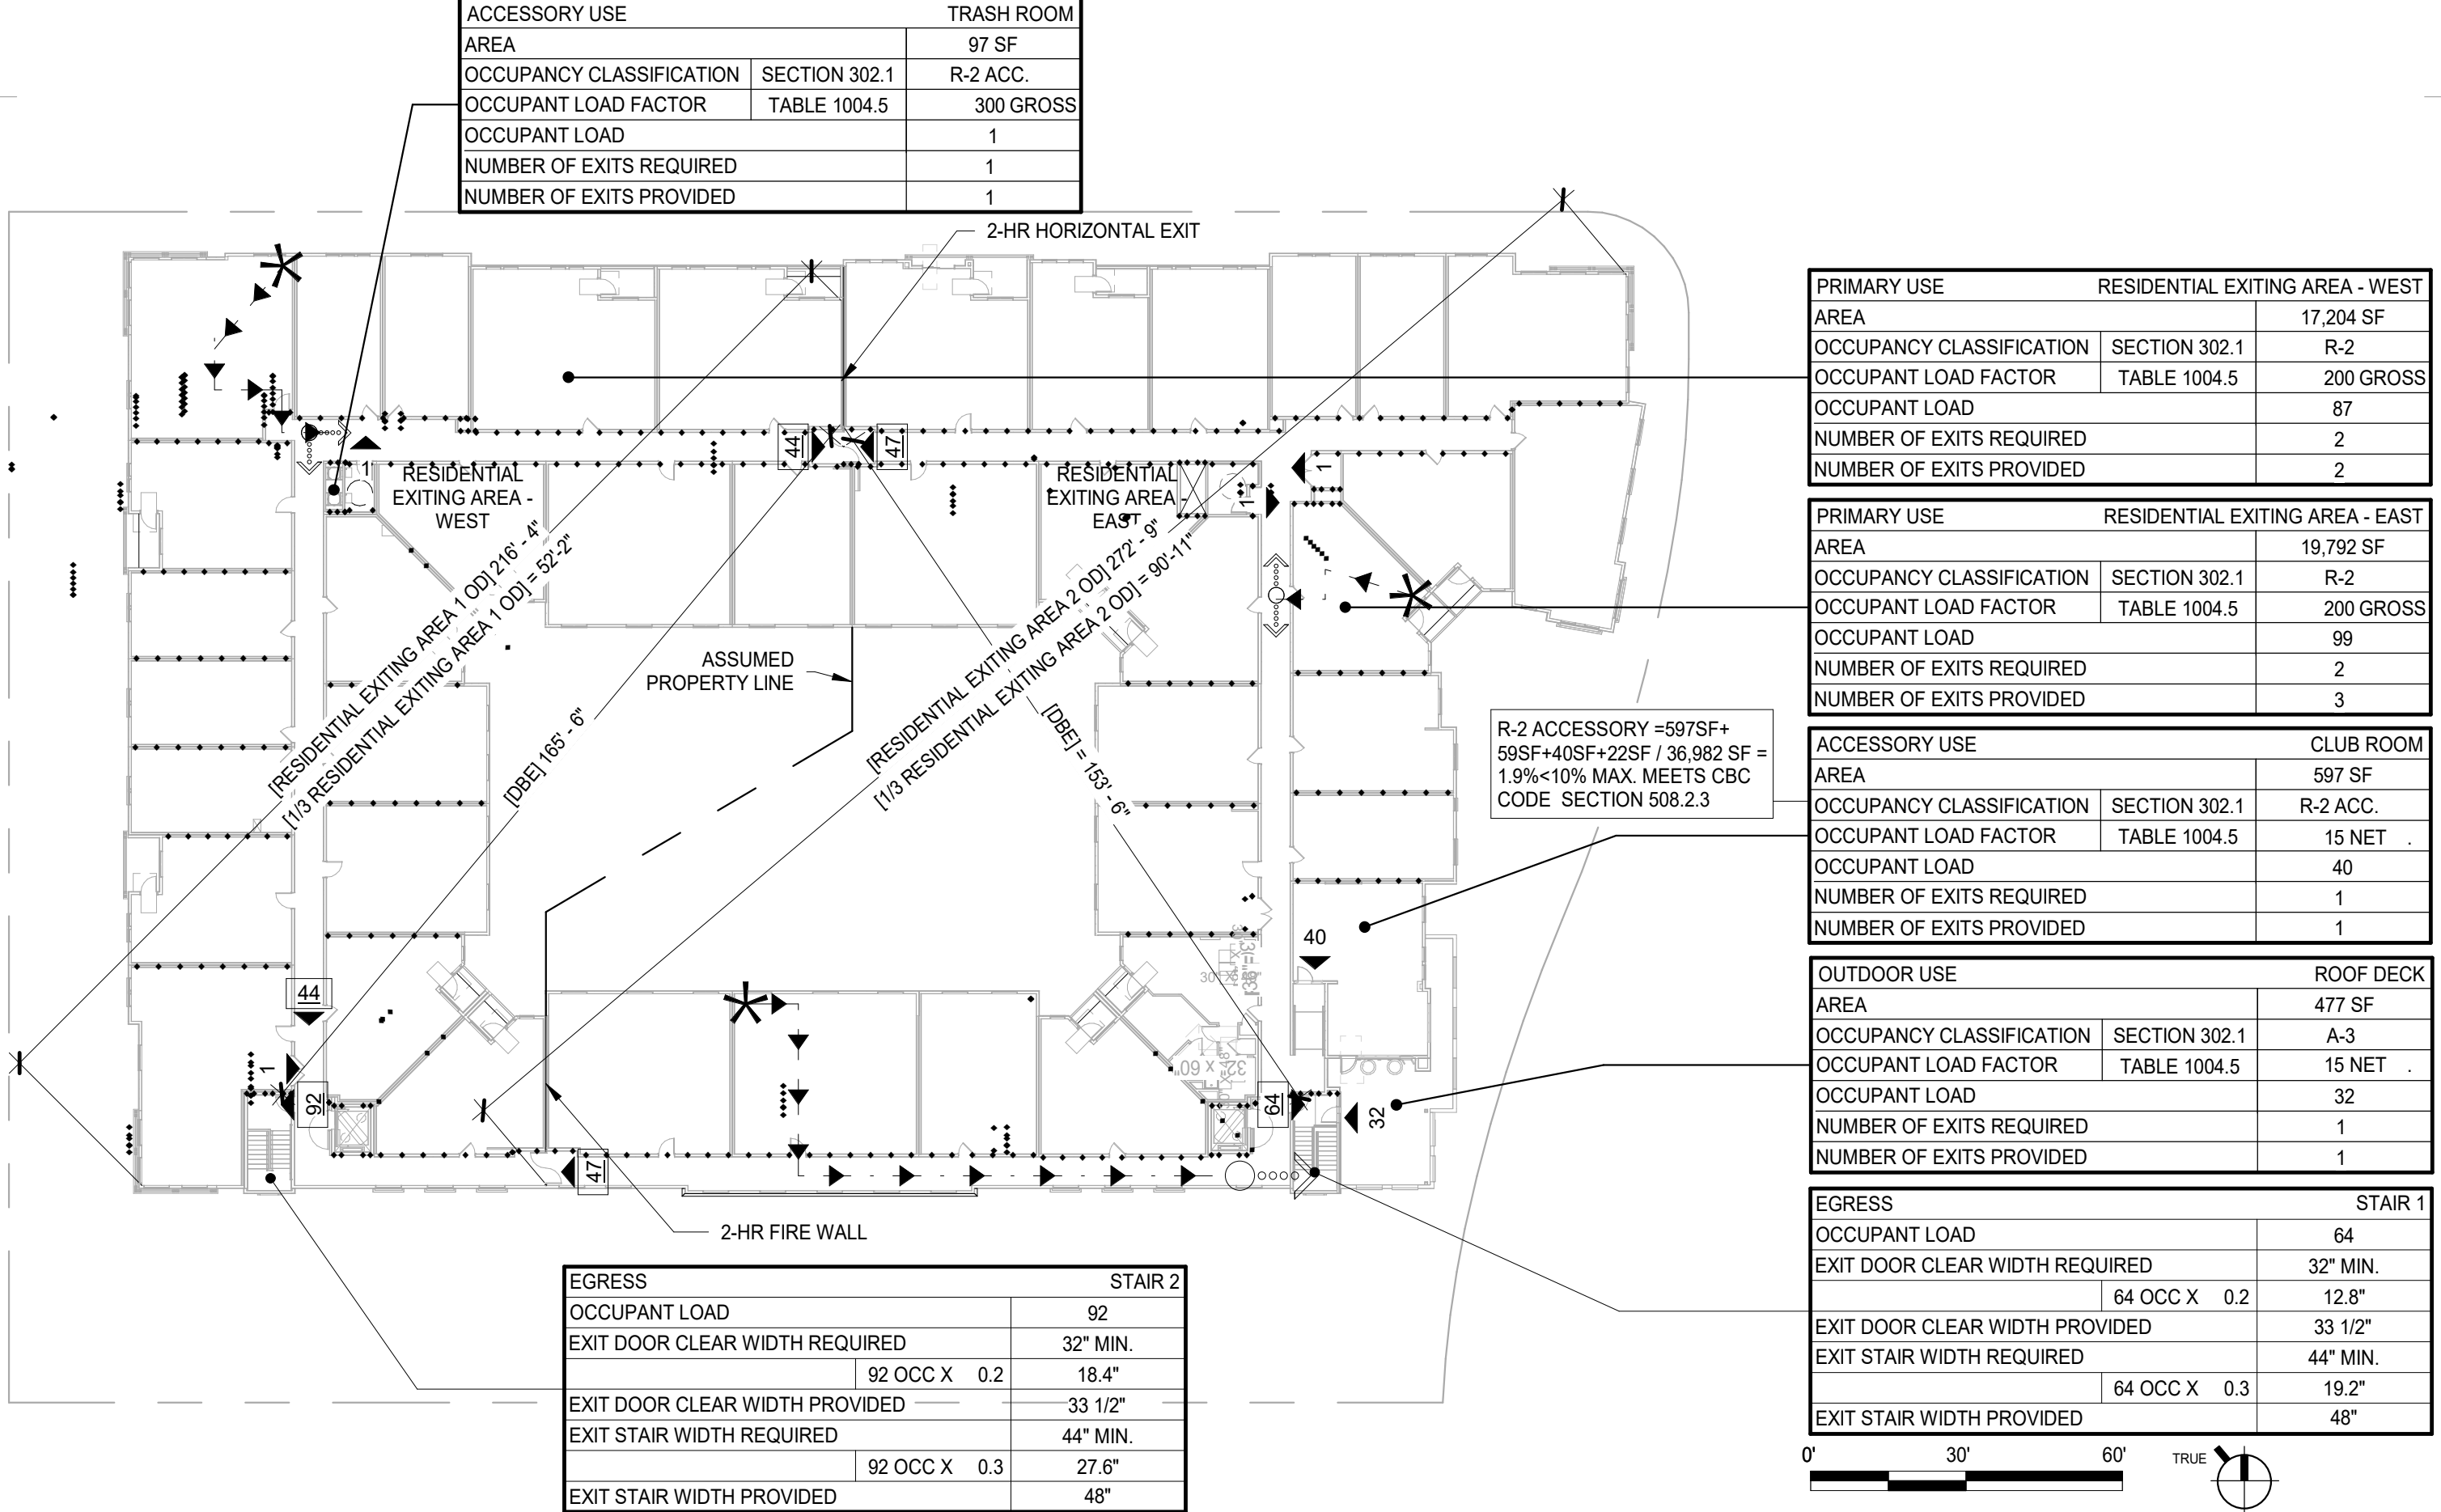 ACCESSORY USE TRASH ROOM
AREA 97 SF
OCCUPANCY CLASSIFICATION SECTION 302.1 R-2 ACC.
OCCUPANT LOAD FACTOR TABLE 1004.5 300 GROSS
OCCUPANT LOAD 1
NUMBER OF EXITS REQUIRED 1
NUMBER OF EXITS PROVIDED 1
2-HR HORIZONTAL EXIT
44
47
1
RESIDENTIAL
EXITING AREA -
WEST
RESIDENTIAL
EXITING AREA -
EAST
1
1
[RESIDENTIAL EXITING AREA 1 OD] 216' - 4"
[1/3 RESIDENTIAL EXITING AREA 1 OD] = 52'-2"
[DBE] 165' - 6"
ASSUMED
PROPERTY LINE
[RESIDENTIAL EXITING AREA 2 OD] 272' - 9"
[1/3 RESIDENTIAL EXITING AREA 2 OD] = 90'-11"
[DBE] = 153' - 6"
R-2 ACCESSORY =597SF+
59SF+40SF+22SF / 36,982 SF =
1.9%<10% MAX. MEETS CBC
CODE SECTION 508.2.3
40
44
1
92
47
64
32
32 x 60"
2-HR FIRE WALL
PRIMARY USE RESIDENTIAL EXITING AREA - WEST
AREA 17,204 SF
OCCUPANCY CLASSIFICATION SECTION 302.1 R-2
OCCUPANT LOAD FACTOR TABLE 1004.5 200 GROSS
OCCUPANT LOAD 87
NUMBER OF EXITS REQUIRED 2
NUMBER OF EXITS PROVIDED 2
PRIMARY USE RESIDENTIAL EXITING AREA - EAST
AREA 19,792 SF
OCCUPANCY CLASSIFICATION SECTION 302.1 R-2
OCCUPANT LOAD FACTOR TABLE 1004.5 200 GROSS
OCCUPANT LOAD 99
NUMBER OF EXITS REQUIRED 2
NUMBER OF EXITS PROVIDED 3
ACCESSORY USE CLUB ROOM
AREA 597 SF
OCCUPANCY CLASSIFICATION SECTION 302.1 R-2 ACC.
OCCUPANT LOAD FACTOR TABLE 1004.5 15 NET .
OCCUPANT LOAD 40
NUMBER OF EXITS REQUIRED 1
NUMBER OF EXITS PROVIDED 1
OUTDOOR USE ROOF DECK
AREA 477 SF
OCCUPANCY CLASSIFICATION SECTION 302.1 A-3
OCCUPANT LOAD FACTOR TABLE 1004.5 15 NET .
OCCUPANT LOAD 32
NUMBER OF EXITS REQUIRED 1
NUMBER OF EXITS PROVIDED 1
EGRESS STAIR 1
OCCUPANT LOAD 64
EXIT DOOR CLEAR WIDTH REQUIRED 32" MIN.
64 OCC X 0.2 12.8"
EXIT DOOR CLEAR WIDTH PROVIDED 33 1/2"
EXIT STAIR WIDTH REQUIRED 44" MIN.
64 OCC X 0.3 19.2"
EXIT STAIR WIDTH PROVIDED 48"
EGRESS STAIR 2
OCCUPANT LOAD 92
EXIT DOOR CLEAR WIDTH REQUIRED 32" MIN.
92 OCC X 0.2 18.4"
EXIT DOOR CLEAR WIDTH PROVIDED 33 1/2"
EXIT STAIR WIDTH REQUIRED 44" MIN.
92 OCC X 0.3 27.6"
EXIT STAIR WIDTH PROVIDED 48"
0' 30' 60'
TRUE